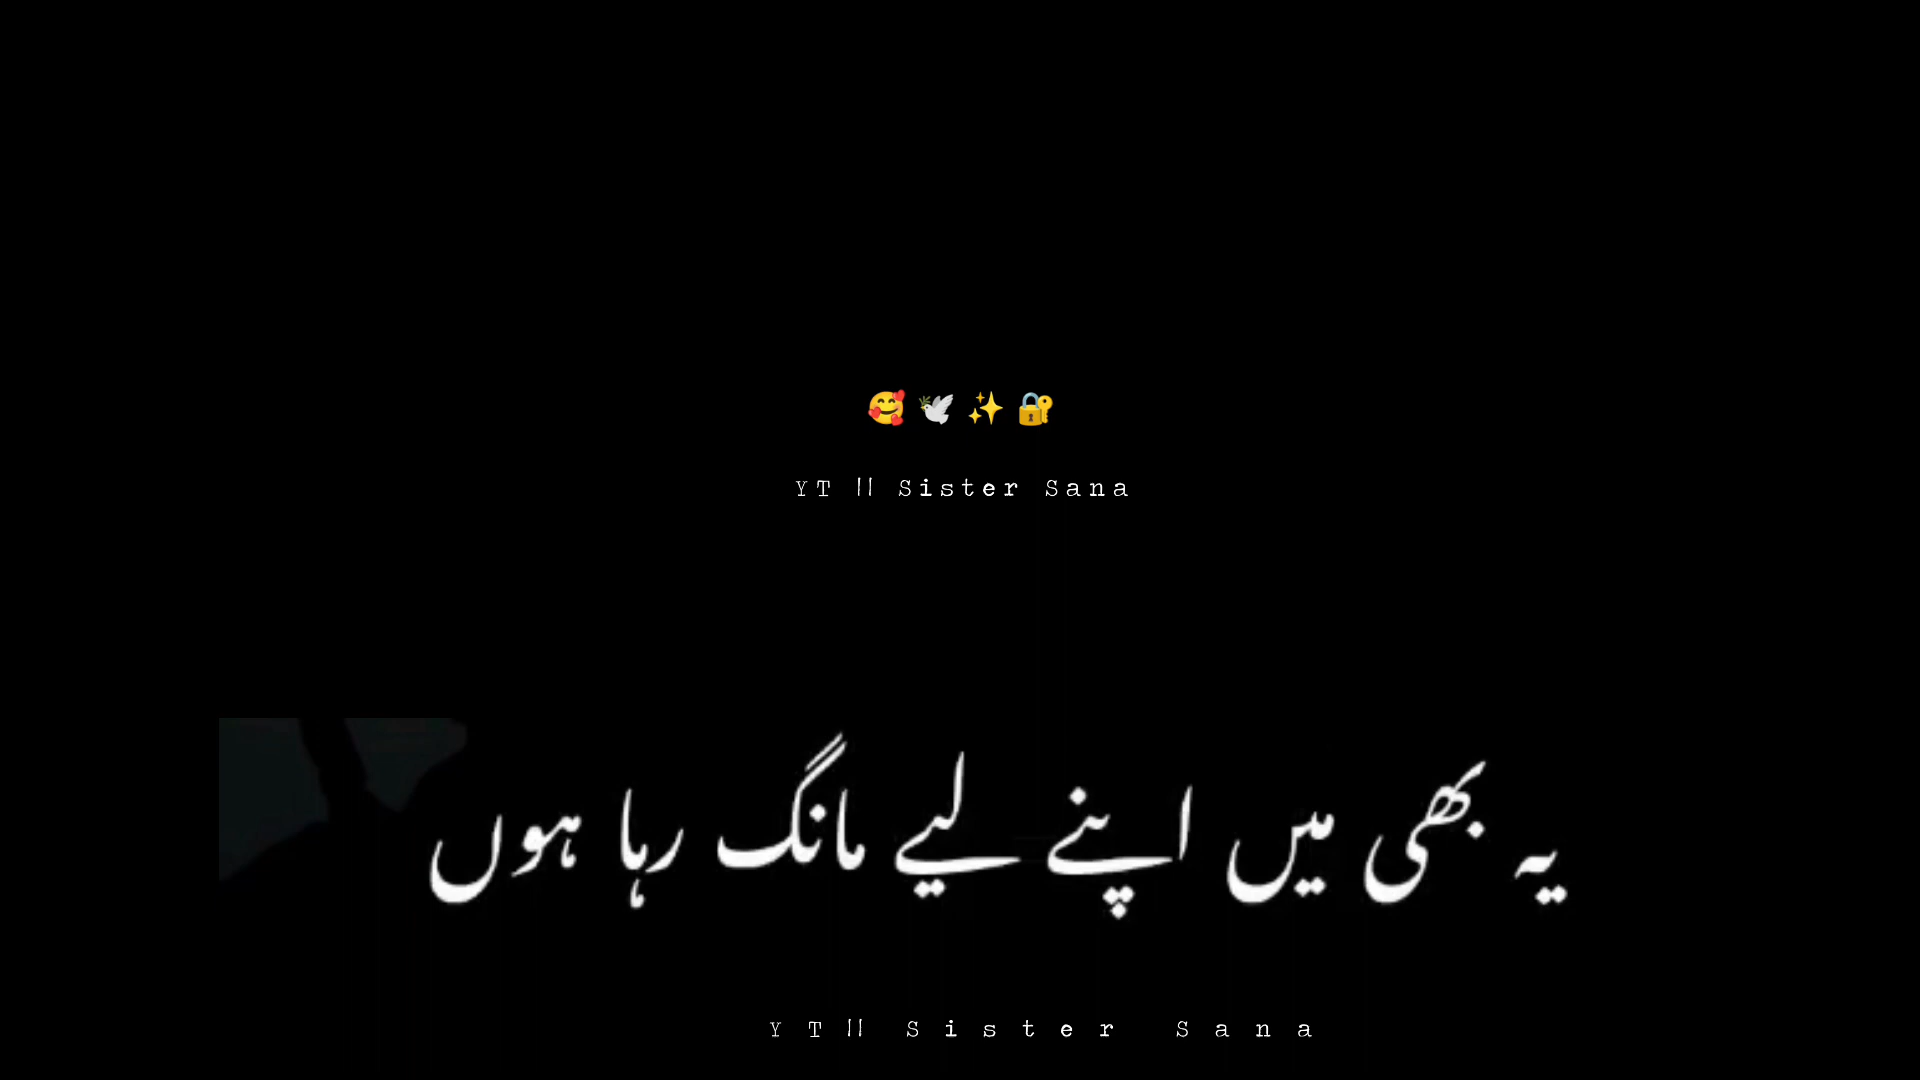 🥰 🕊️ ✨ 🔐
YT || Sister Sana
یہ بھی میں اپنے لیے مانگ رہا ہوں
YT || Sister Sana